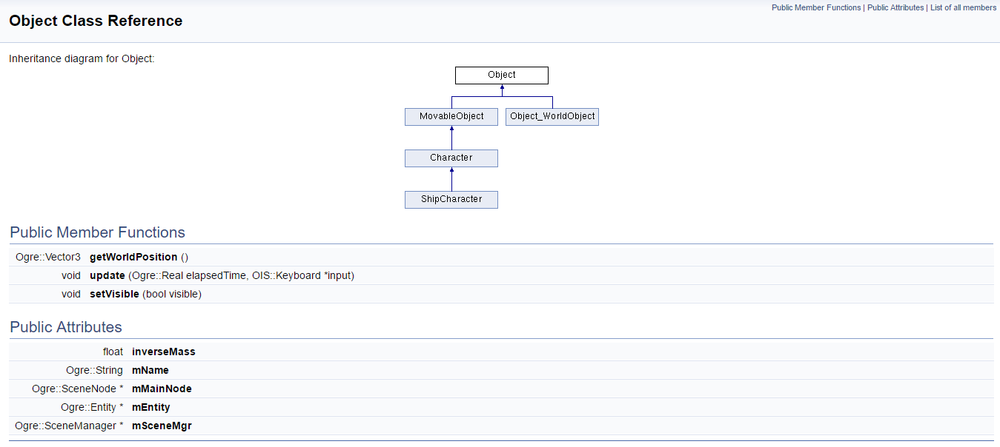 Public Member Functions | Public Attributes | List of all members
Object Class Reference
Inheritance diagram for Object:
Object
MovableObject Object_WorldObject
Character
ShipCharacter
Public Member Functions
Ogre::Vector3 getWorldPosition ()
void update (Ogre::Real elapsedTime, OIS::Keyboard *input)
void setVisible (bool visible)
Public Attributes
float inverseMass
Ogre::String mName
Ogre::SceneNode * mMainNode
Ogre::Entity * mEntity
Ogre::SceneManager * mSceneMgr